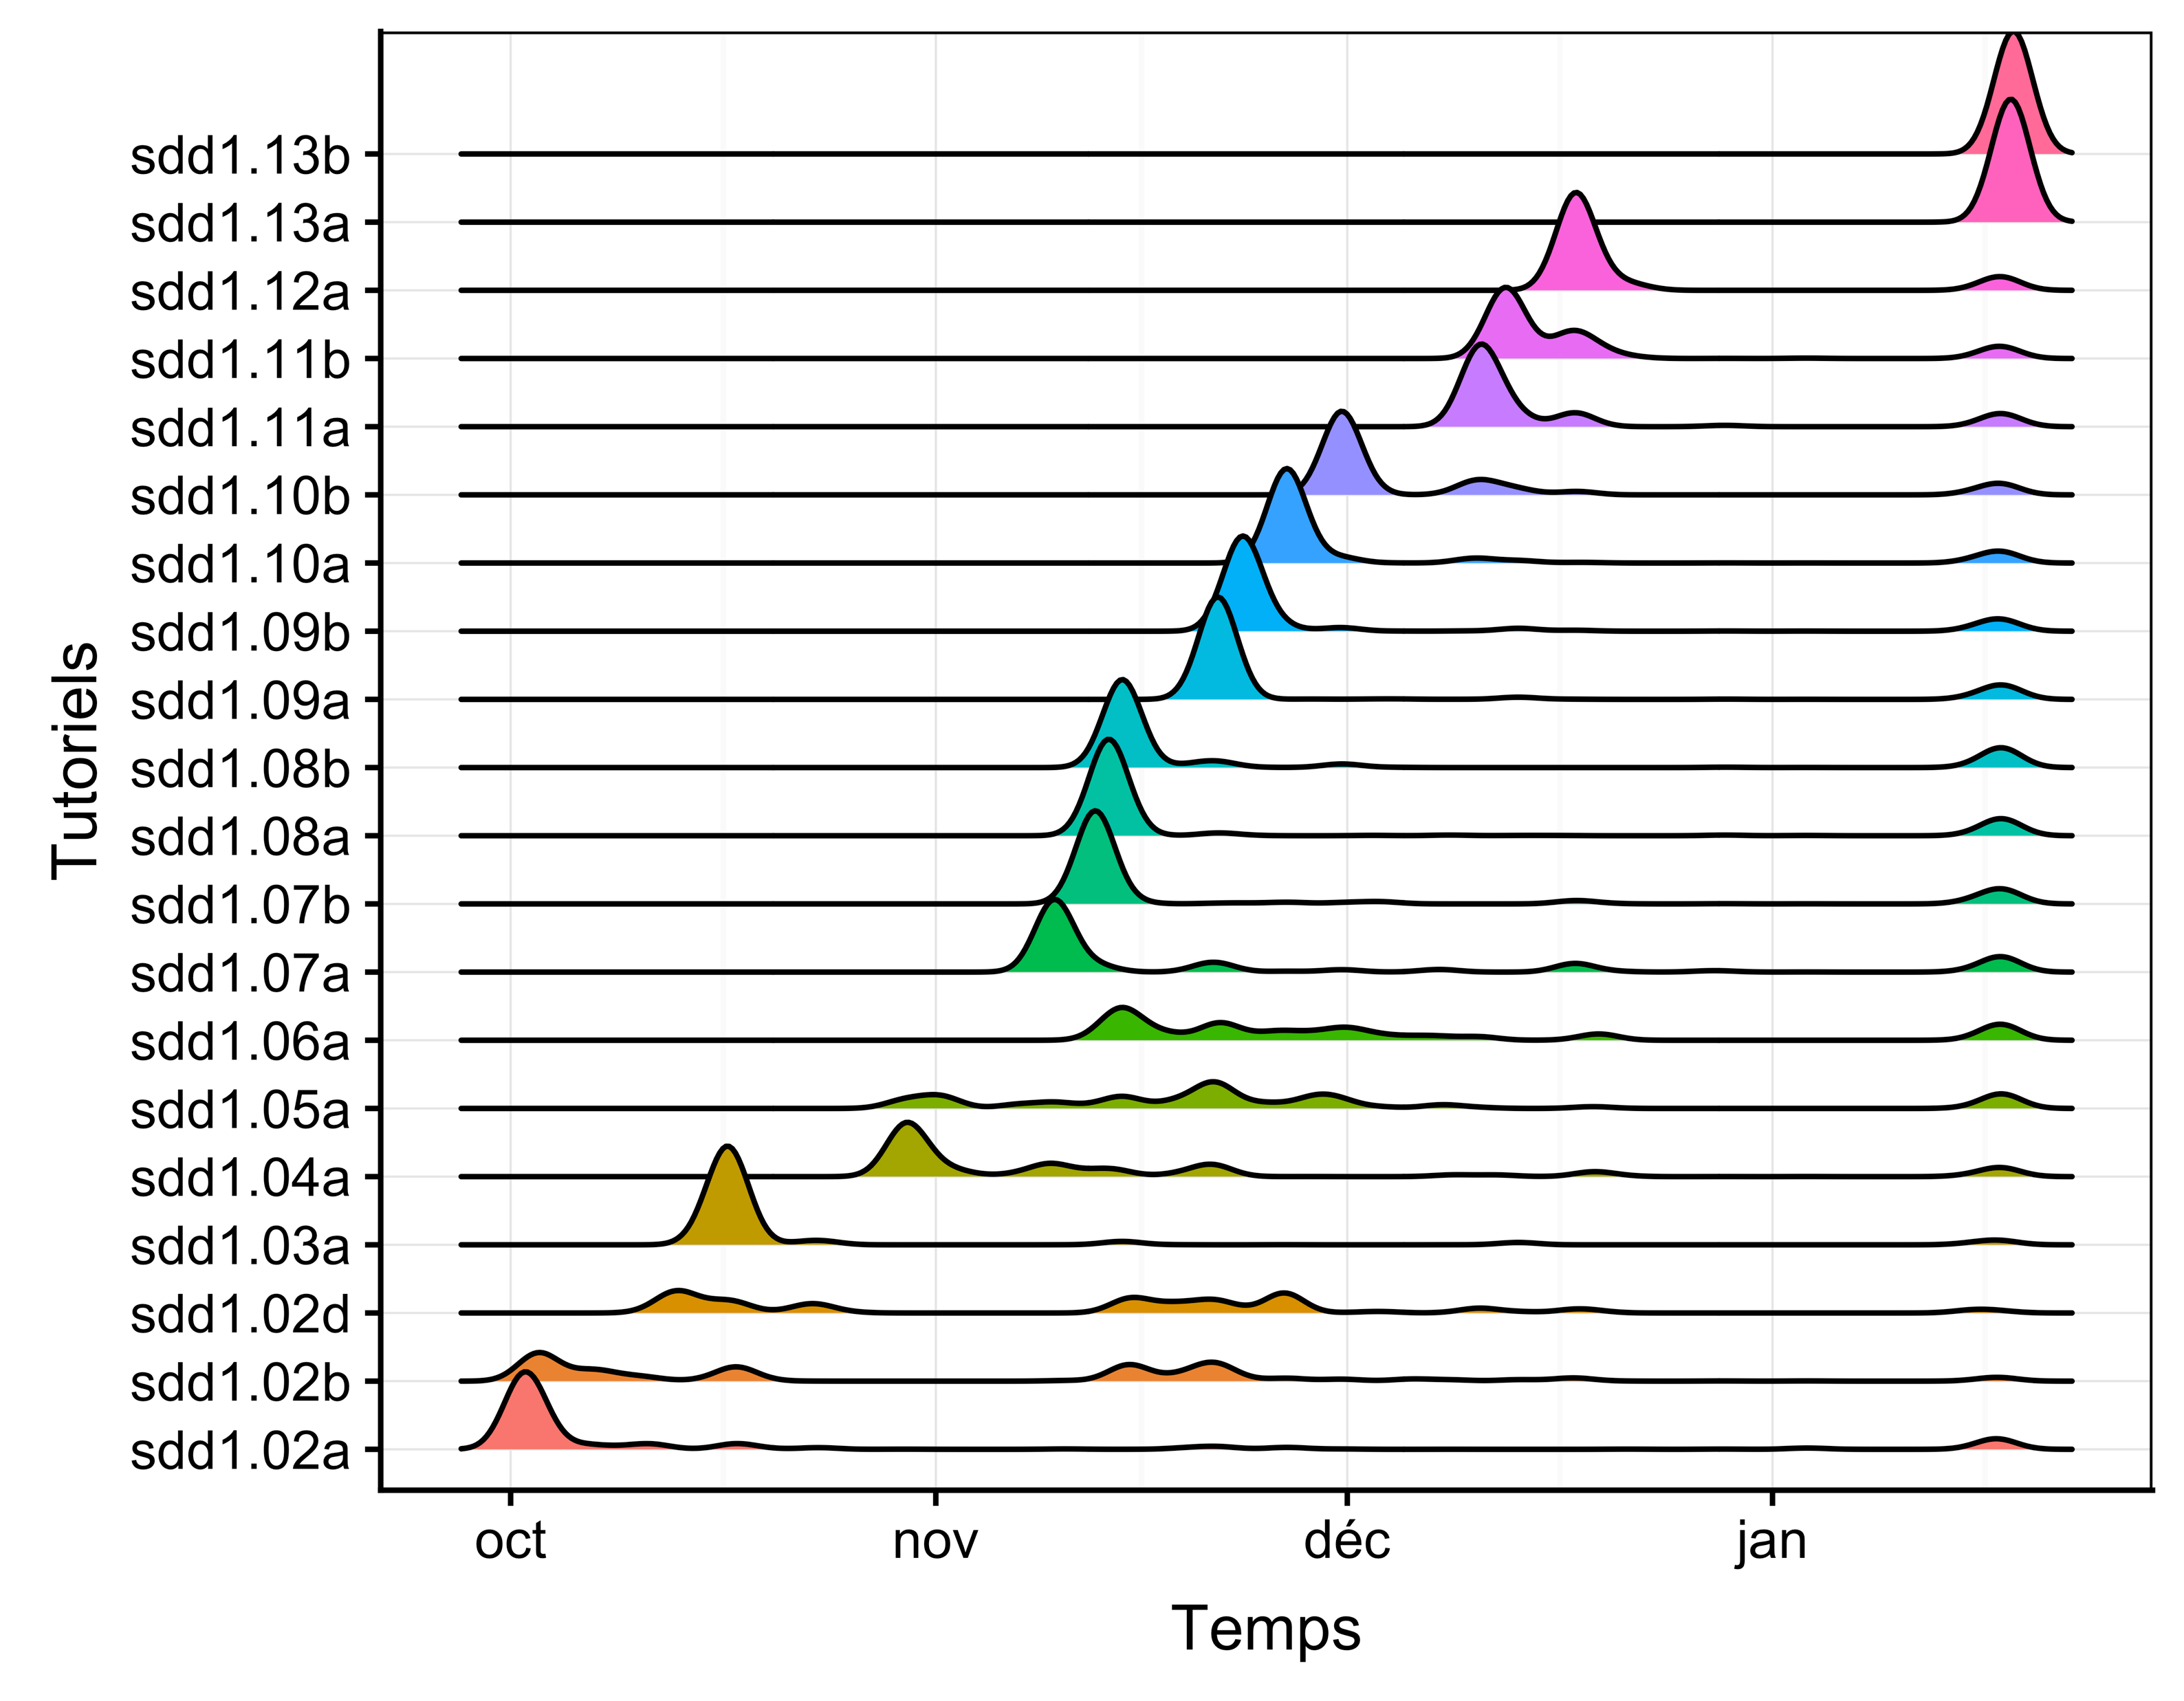 Tutoriels
sdd1.13b
sdd1.13a
sdd1.12a
sdd1.11b
sdd1.11a
sdd1.10b
sdd1.10a
sdd1.09b
sdd1.09a
sdd1.08b
sdd1.08a
sdd1.07b
sdd1.07a
sdd1.06a
sdd1.05a
sdd1.04a
sdd1.03a
sdd1.02d
sdd1.02b
sdd1.02a
oct nov déc jan
Temps